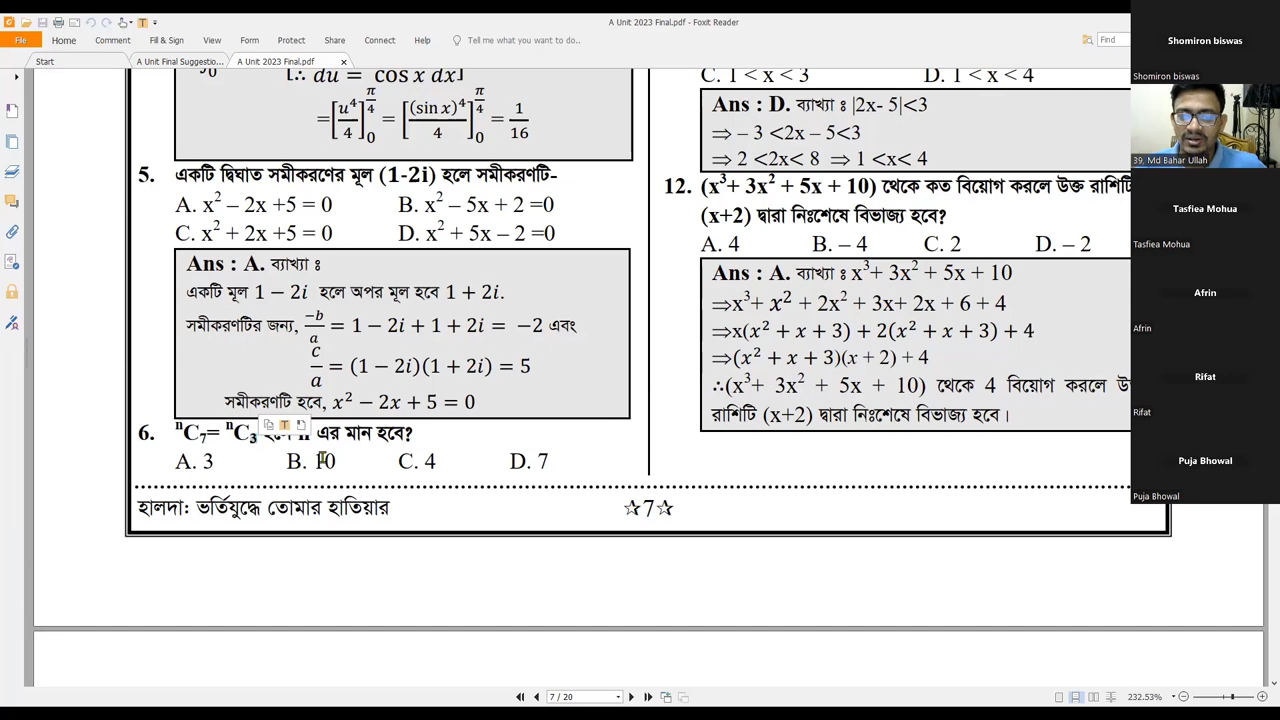 A Unit 2023 Final.pdf - Foxit Reader
File Home Comment Fill & Sign View Form Protect Share Connect Help Tell me what you want to do... Find
Start A Unit Final Suggestio... A Unit 2023 Final.pdf
[∴ du = cos x dx]
=[u⁴/4]₀^(π/4) = [(sin x)⁴/4]₀^(π/4) = 1/16
5. একটি দ্বিঘাত সমীকরণের মূল (1-2i) হলে সমীকরণটি-
A. x² – 2x +5 = 0 B. x² – 5x + 2 =0
C. x² + 2x +5 = 0 D. x² + 5x – 2 =0
Ans : A. ব্যাখ্যা ঃ
একটি মূল 1 − 2i হলে অপর মূল হবে 1 + 2i.
সমীকরণটির জন্য, −b/a = 1 − 2i + 1 + 2i = −2 এবং
c/a = (1 − 2i)(1 + 2i) = 5
সমীকরণটি হবে, x² − 2x + 5 = 0
6. ⁿC₇= ⁿC₃ হলে n এর মান হবে?
A. 3 B. 10 C. 4 D. 7
C. 1 < x < 3 D. 1 < x < 4
Ans : D. ব্যাখ্যা ঃ |2x- 5|<3
⇒ – 3 <2x – 5<3
⇒ 2 <2x< 8 ⇒ 1 <x< 4
12. (x³+ 3x² + 5x + 10) থেকে কত বিয়োগ করলে উক্ত রাশিটি
(x+2) দ্বারা নিঃশেষে বিভাজ্য হবে?
A. 4 B. – 4 C. 2 D. – 2
Ans : A. ব্যাখ্যা ঃ x³+ 3x² + 5x + 10
⇒x³+ x² + 2x² + 3x+ 2x + 6 + 4
⇒x(x² + x + 3) + 2(x² + x + 3) + 4
⇒(x² + x + 3)(x + 2) + 4
∴(x³+ 3x² + 5x + 10) থেকে 4 বিয়োগ করলে
রাশিটি (x+2) দ্বারা নিঃশেষে বিভাজ্য হবে।
হালদা: ভর্তিযুদ্ধে তোমার হাতিয়ার ☆7☆
7 / 20 232.53%
Shomiron biswas
Shomiron biswas
39. Md Bahar Ullah
Tasfiea Mohua
Tasfiea Mohua
Afrin
Afrin
Rifat
Rifat
Puja Bhowal
Puja Bhowal